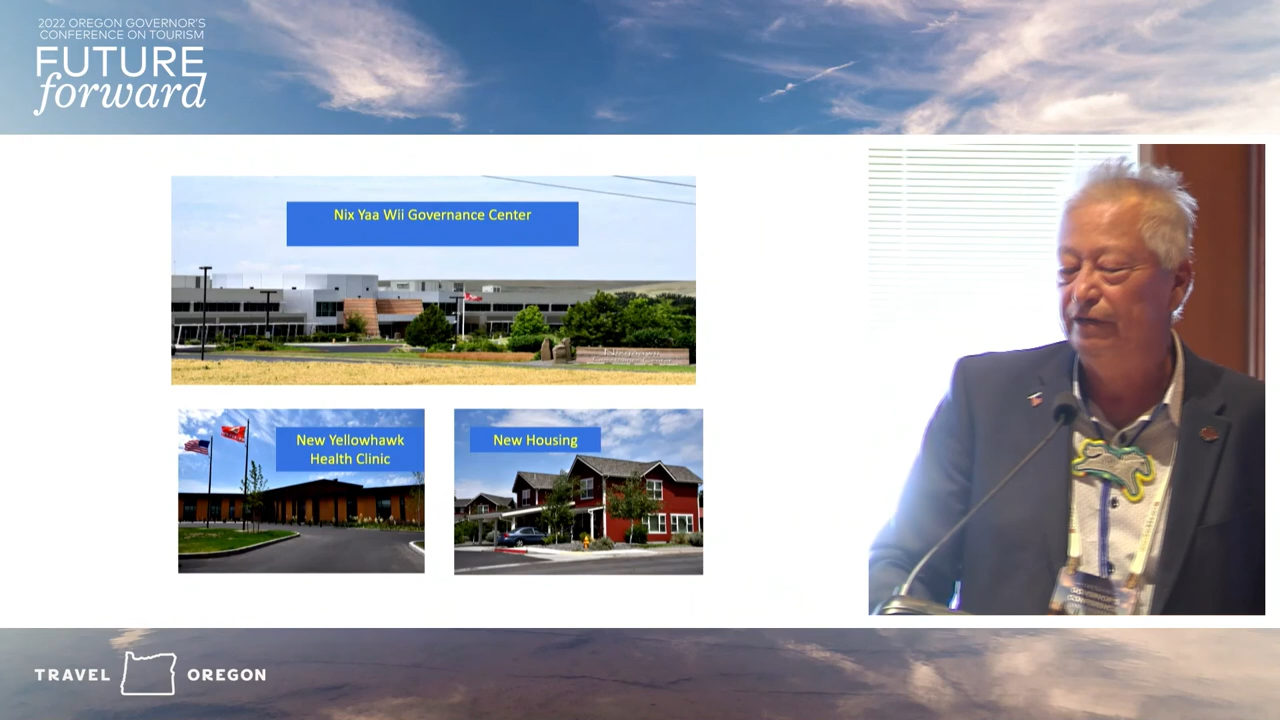 2022 OREGON GOVERNOR'S
CONFERENCE ON TOURISM
FUTURE
forward
Nix Yaa Wii Governance Center
New Yellowhawk
Health Clinic
New Housing
TRAVEL OREGON